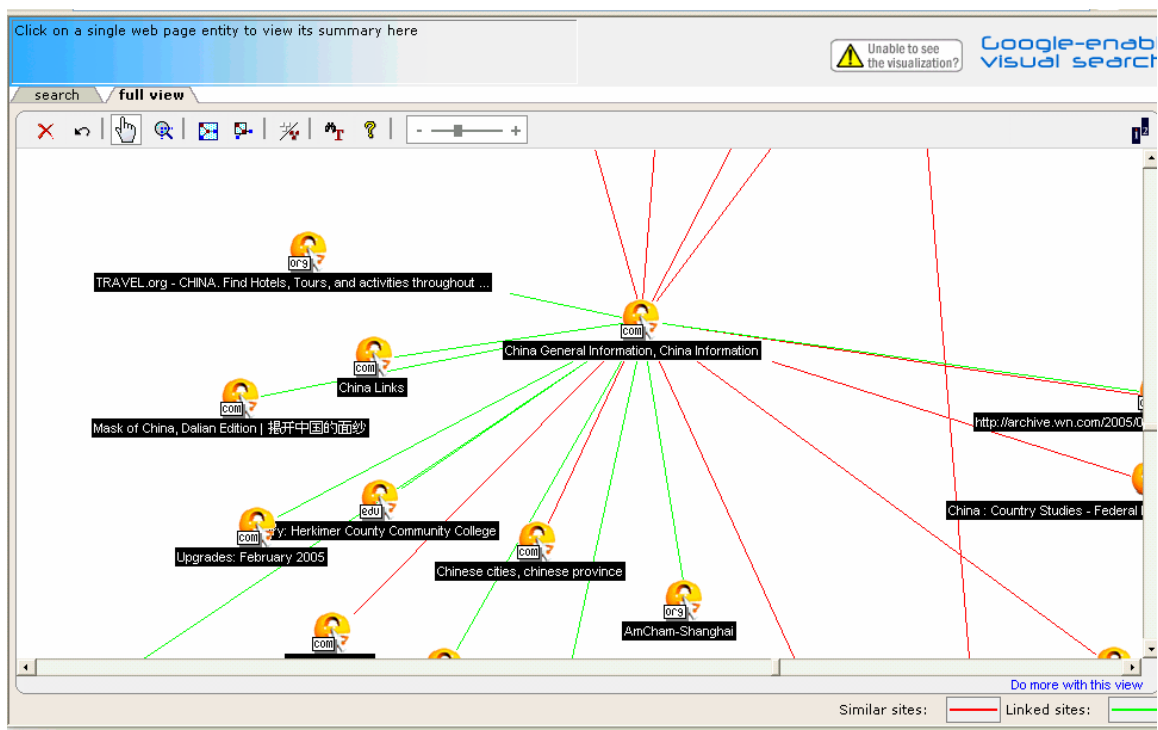 Click on a single web page entity to view its summary here
Unable to see
the visualization?
Google-enabl
visual search
search
full view
- +
1 2
org
TRAVEL.org - CHINA. Find Hotels, Tours, and activities throughout ...
com
China General Information, China Information
com
China Links
com
Mask of China, Dalian Edition | 揭开中国的面纱
http://archive.wn.com/2005/0
China : Country Studies - Federal
edu
ry: Herkimer County Community College
com
Upgrades: February 2005
com
Chinese cities, chinese province
org
AmCham-Shanghai
com
Do more with this view
Similar sites:
Linked sites: